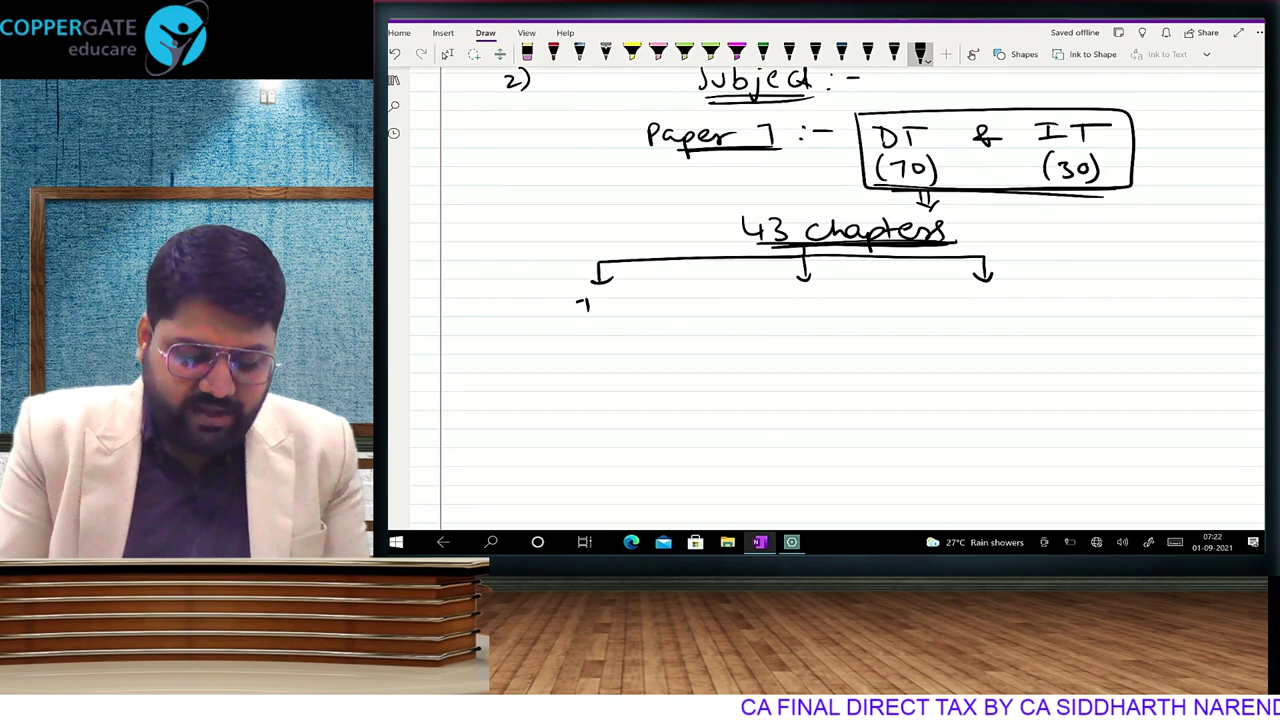 COPPERGATE
educare
Home Insert Draw View Help
Saved offline
Share
Shapes
Ink to Shape
Ink to Text
2) Subject :-
Paper 7 :- DT & IT
(70) (30)
43 chapters
27°C Rain showers
07:22
01-09-2021
CA FINAL DIRECT TAX BY CA SIDDHARTH NAREND